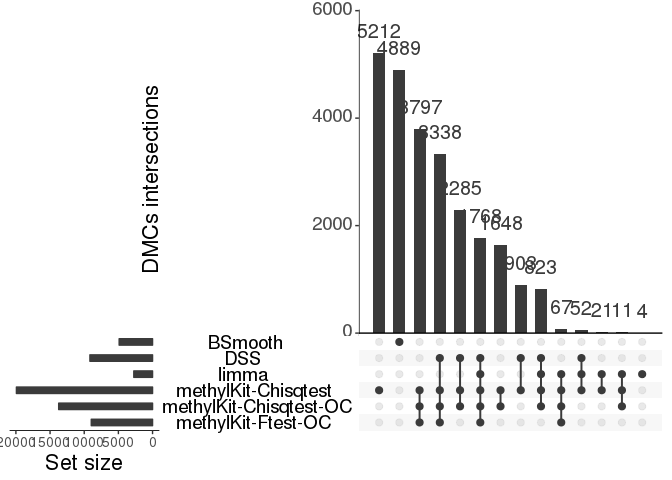 6000
5212
4889
4000
3797
3338
2285
2000
1768
1648
903
823
67
52
21
11
4
0
DMCs intersections
BSmooth
DSS
limma
methylKit-Chisqtest
methylKit-Chisqtest-OC
methylKit-Ftest-OC
20000 15000 10000 5000 0
Set size